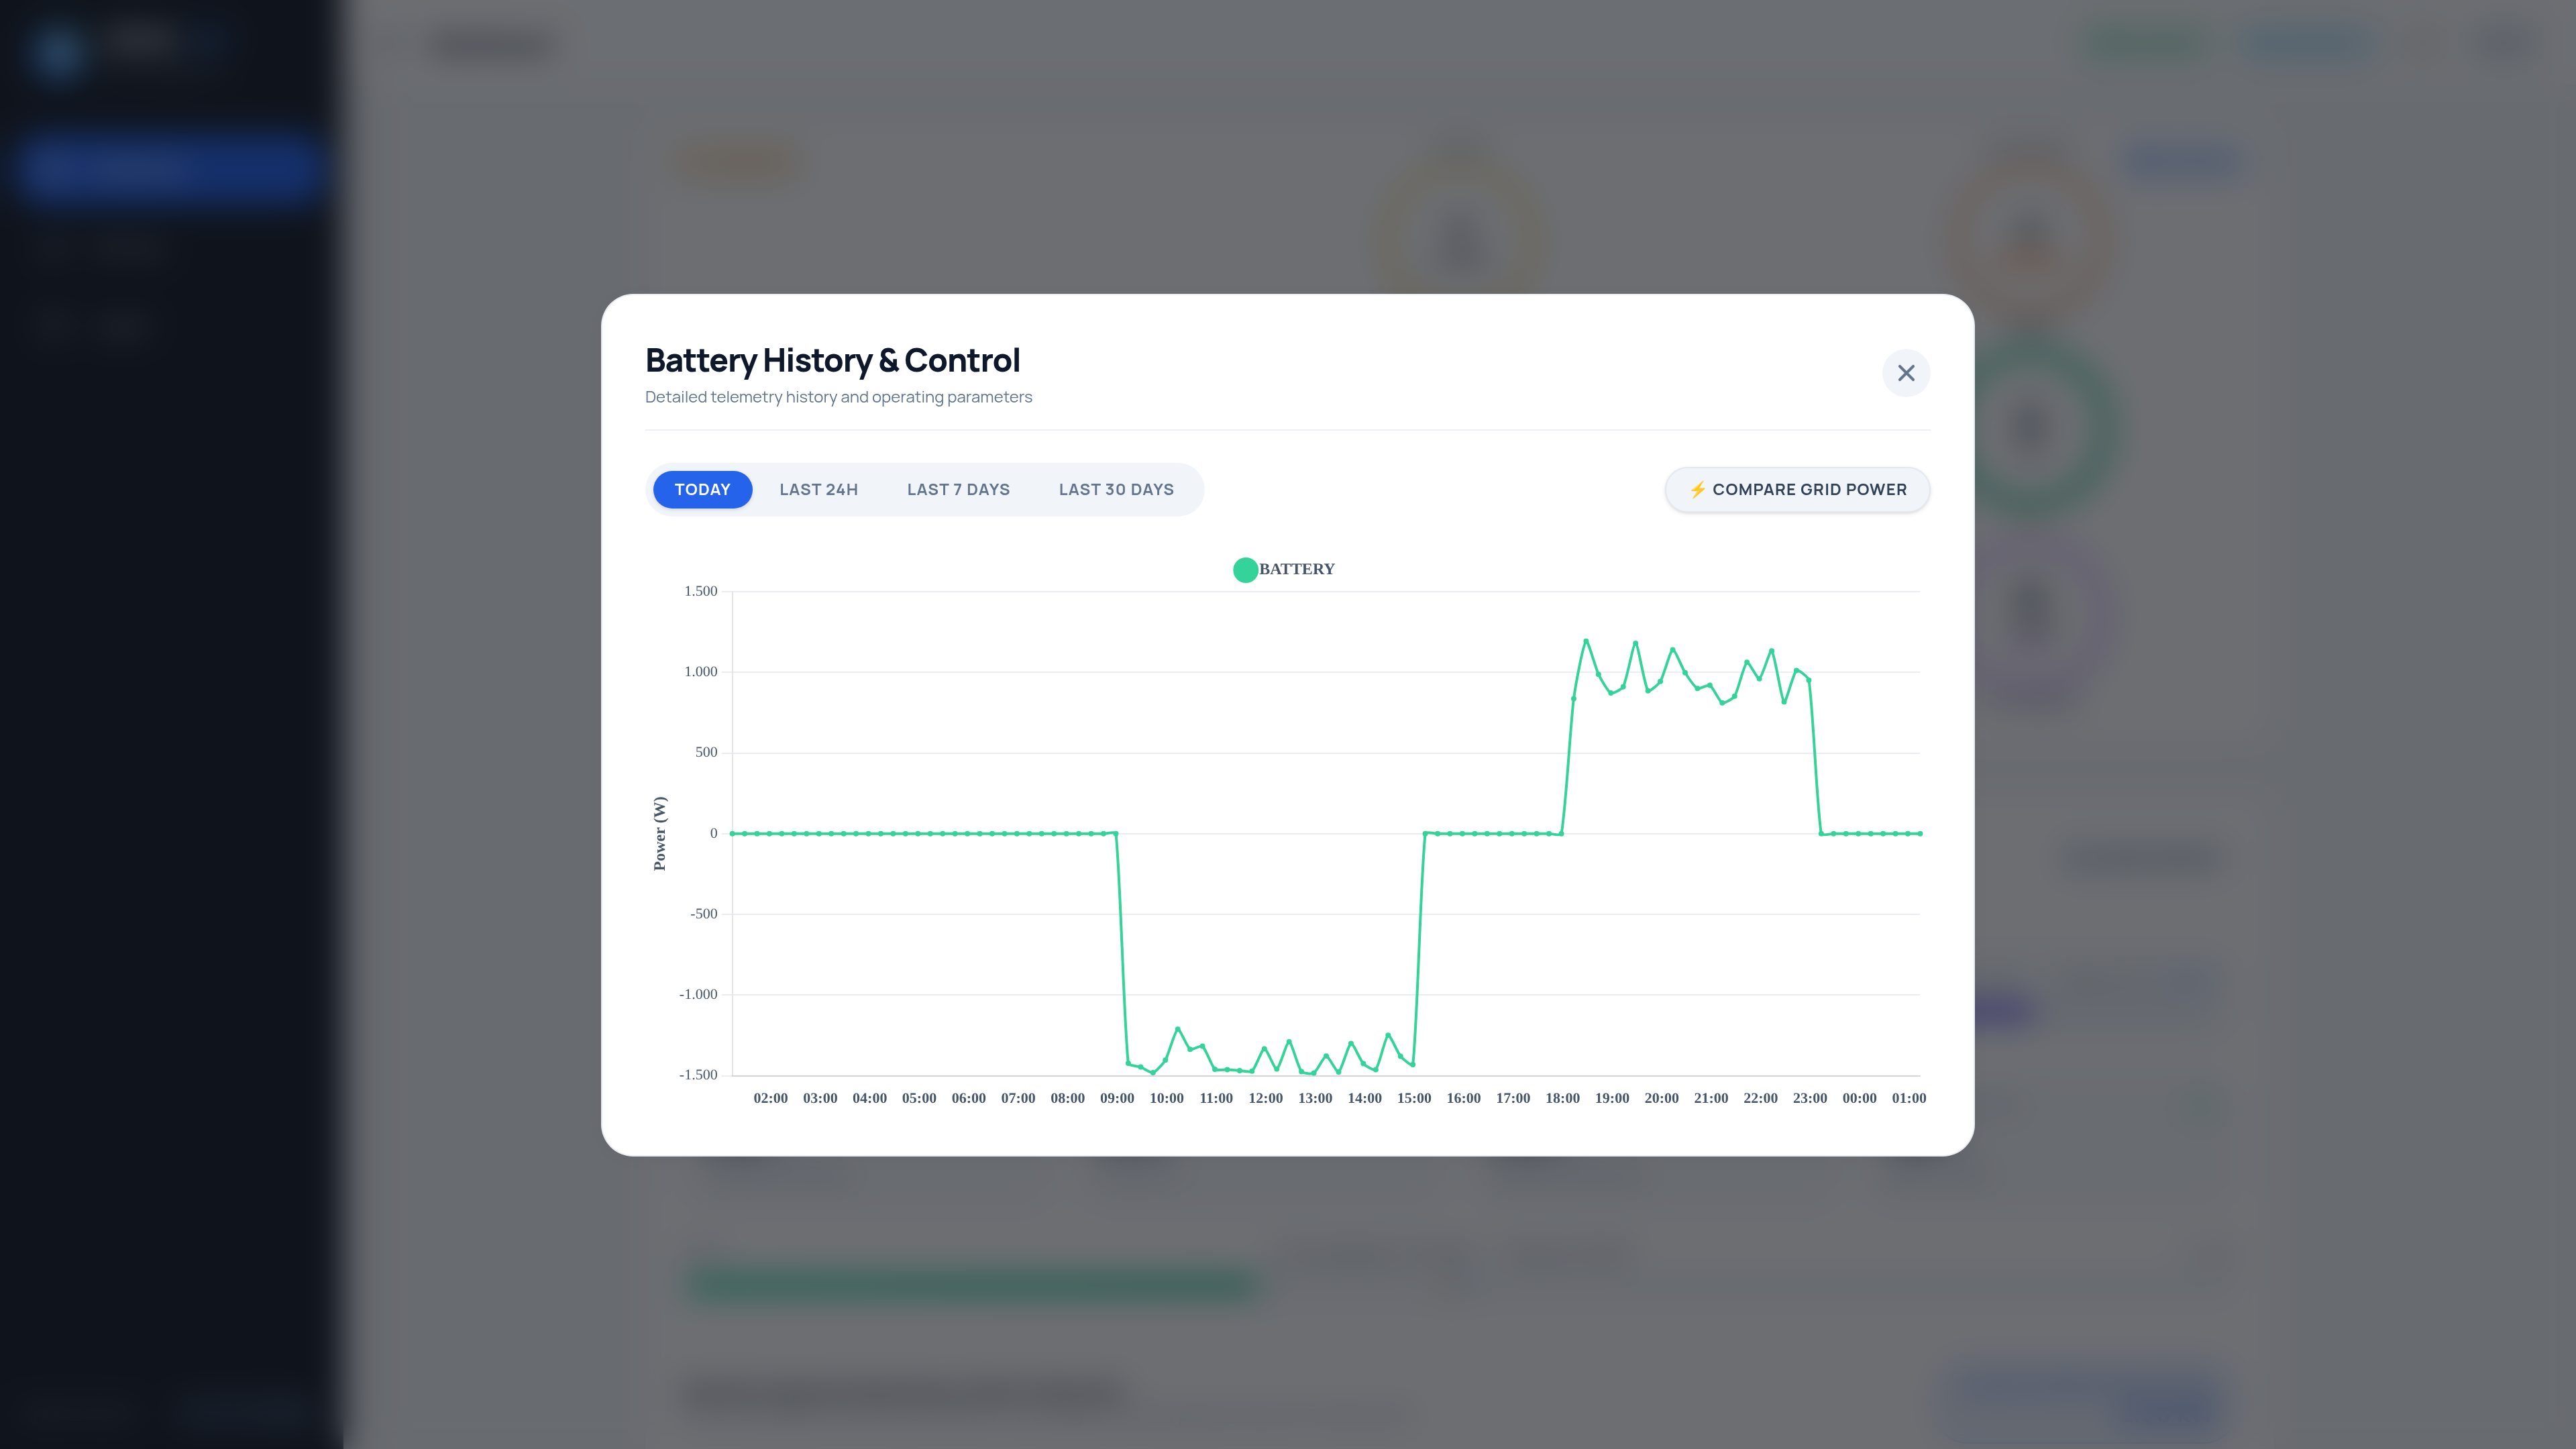 Battery History & Control
Detailed telemetry history and operating parameters
TODAY LAST 24H LAST 7 DAYS LAST 30 DAYS
⚡ COMPARE GRID POWER
BATTERY
Power (W)
1.500
1.000
500
0
-500
-1.000
-1.500
02:00 03:00 04:00 05:00 06:00 07:00 08:00 09:00 10:00 11:00 12:00 13:00 14:00 15:00 16:00 17:00 18:00 19:00 20:00 21:00 22:00 23:00 00:00 01:00